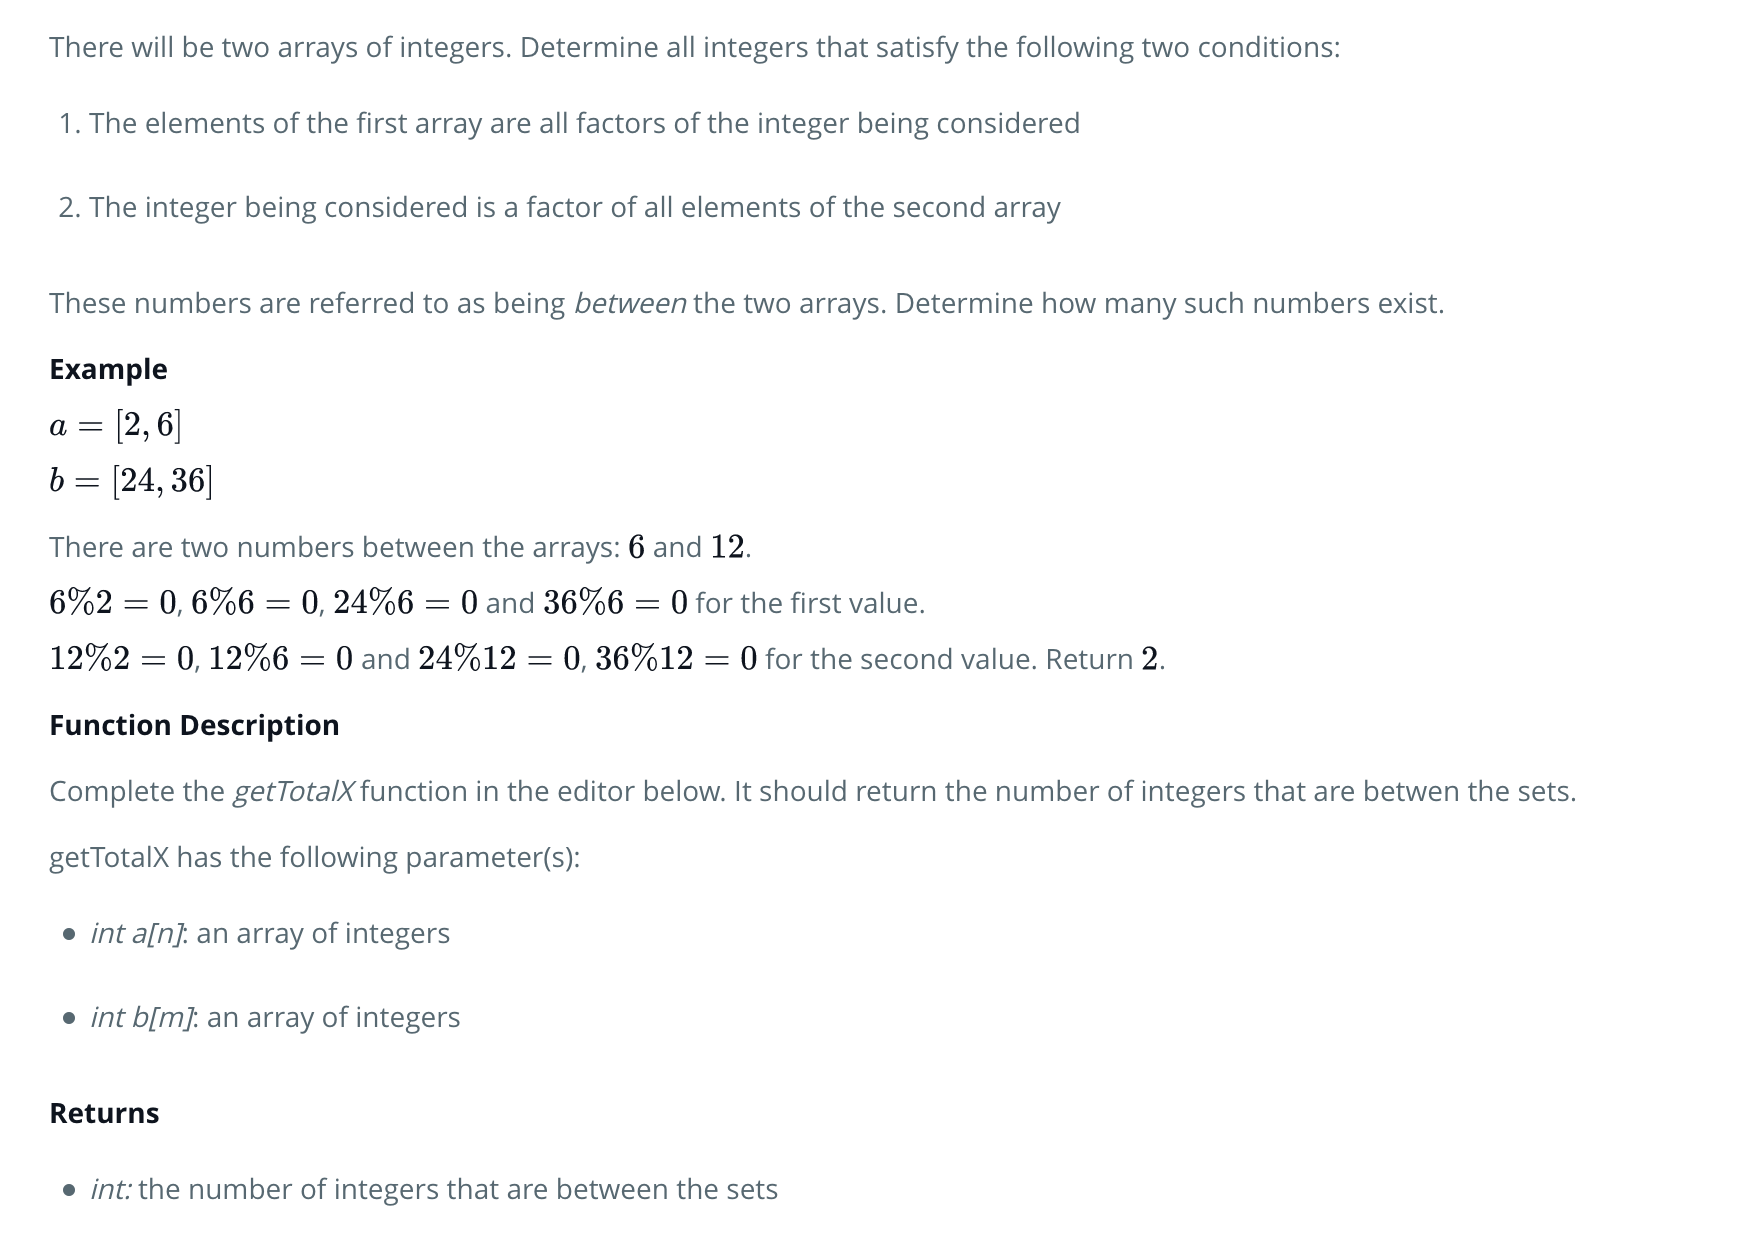 There will be two arrays of integers. Determine all integers that satisfy the following two conditions:
1. The elements of the first array are all factors of the integer being considered
2. The integer being considered is a factor of all elements of the second array
These numbers are referred to as being between the two arrays. Determine how many such numbers exist.
Example
a = [2, 6]
b = [24, 36]
There are two numbers between the arrays: 6 and 12.
6%2 = 0, 6%6 = 0, 24%6 = 0 and 36%6 = 0 for the first value.
12%2 = 0, 12%6 = 0 and 24%12 = 0, 36%12 = 0 for the second value. Return 2.
Function Description
Complete the getTotalX function in the editor below. It should return the number of integers that are betwen the sets.
getTotalX has the following parameter(s):
• int a[n]: an array of integers
• int b[m]: an array of integers
Returns
• int: the number of integers that are between the sets